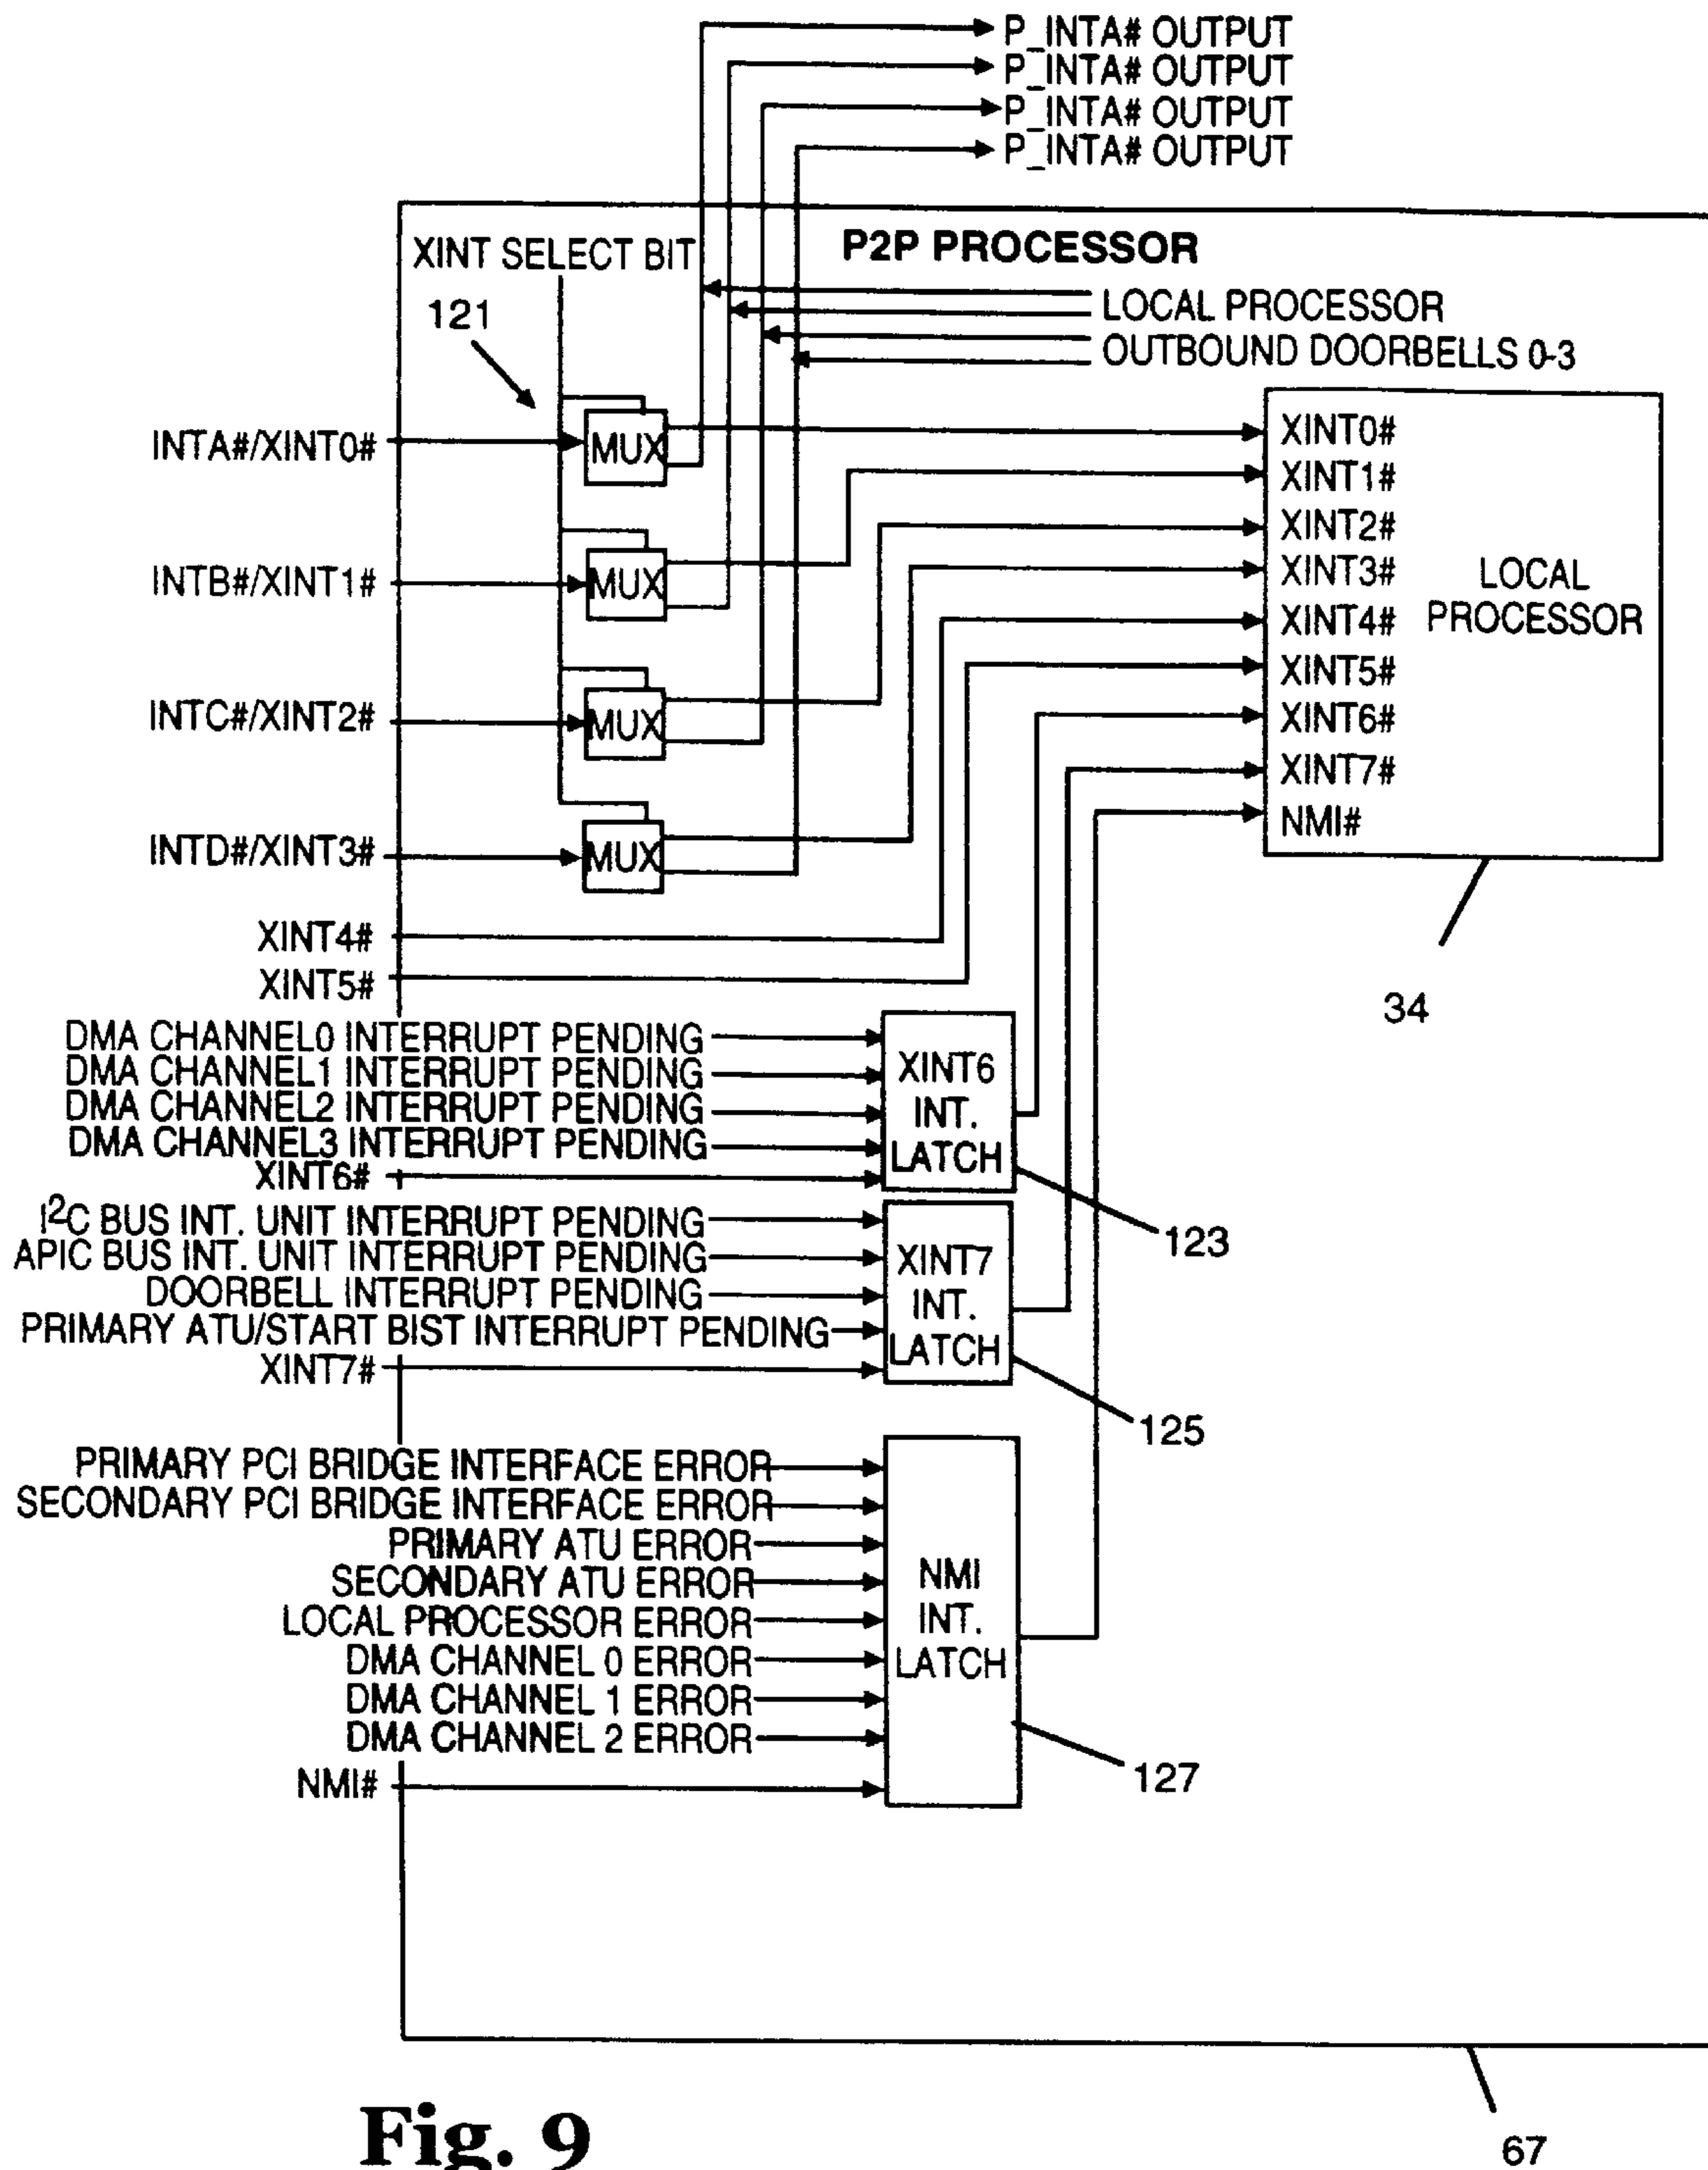 P_INTA# OUTPUT
P_INTA# OUTPUT
P_INTA# OUTPUT
P_INTA# OUTPUT
XINT SELECT BIT
P2P PROCESSOR
121
LOCAL PROCESSOR
OUTBOUND DOORBELLS 0-3
INTA#/XINT0#
MUX
INTB#/XINT1#
MUX
INTC#/XINT2#
MUX
INTD#/XINT3#
MUX
XINT0#
XINT1#
XINT2#
XINT3#
XINT4#
XINT5#
XINT6#
XINT7#
NMI#
LOCAL
PROCESSOR
34
XINT4#
XINT5#
DMA CHANNEL0 INTERRUPT PENDING
DMA CHANNEL1 INTERRUPT PENDING
DMA CHANNEL2 INTERRUPT PENDING
DMA CHANNEL3 INTERRUPT PENDING
XINT6#
XINT6
INT.
LATCH
123
I²C BUS INT. UNIT INTERRUPT PENDING
APIC BUS INT. UNIT INTERRUPT PENDING
DOORBELL INTERRUPT PENDING
PRIMARY ATU/START BIST INTERRUPT PENDING
XINT7#
XINT7
INT.
LATCH
125
PRIMARY PCI BRIDGE INTERFACE ERROR
SECONDARY PCI BRIDGE INTERFACE ERROR
PRIMARY ATU ERROR
SECONDARY ATU ERROR
LOCAL PROCESSOR ERROR
DMA CHANNEL 0 ERROR
DMA CHANNEL 1 ERROR
DMA CHANNEL 2 ERROR
NMI#
NMI
INT.
LATCH
127
67
Fig. 9